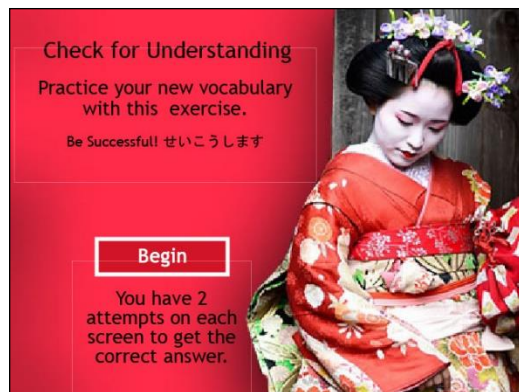 Check for Understanding
Practice your new vocabulary
with this exercise.
Be Successful! せいこうします
Begin
You have 2
attempts on each
screen to get the
correct answer.